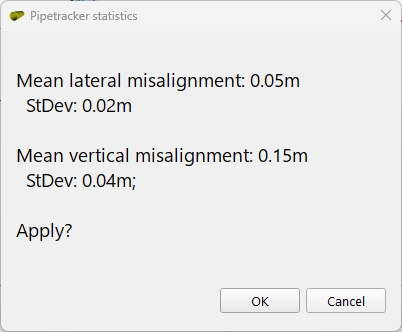 Pipetracker statistics
Mean lateral misalignment: 0.05m
StDev: 0.02m
Mean vertical misalignment: 0.15m
StDev: 0.04m;
Apply?
OK Cancel